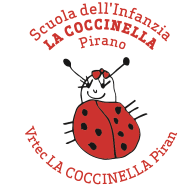 Scuola dell'Infanzia
LA COCCINELLA
Pirano
Vrtec LA COCCINELLA Piran